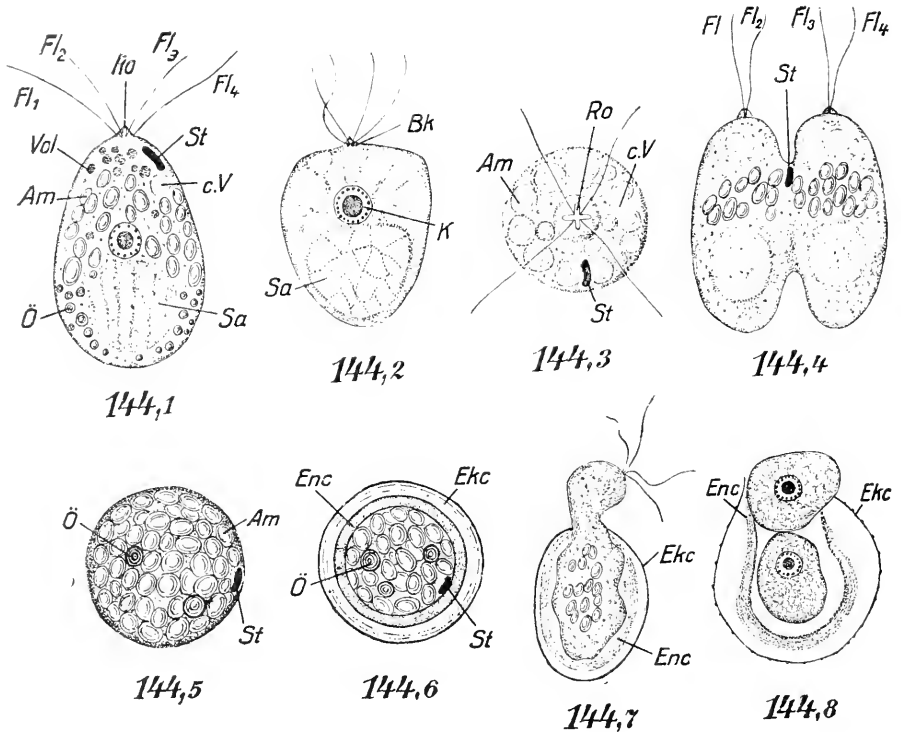 Fl₁ Fl₂ Ro Fl₃ Fl₄
St
Vol
Am
c.V
Ö
Sa
144,1
Bk
K
Sa
144,2
Ro
Am
c.V
St
144,3
Fl Fl₂ Fl₃ Fl₄
St
144,4
Ö
Am
St
144,5
Enc Ekc
Ö
St
144,6
Ekc
Enc
144,7
Enc Ekc
144,8